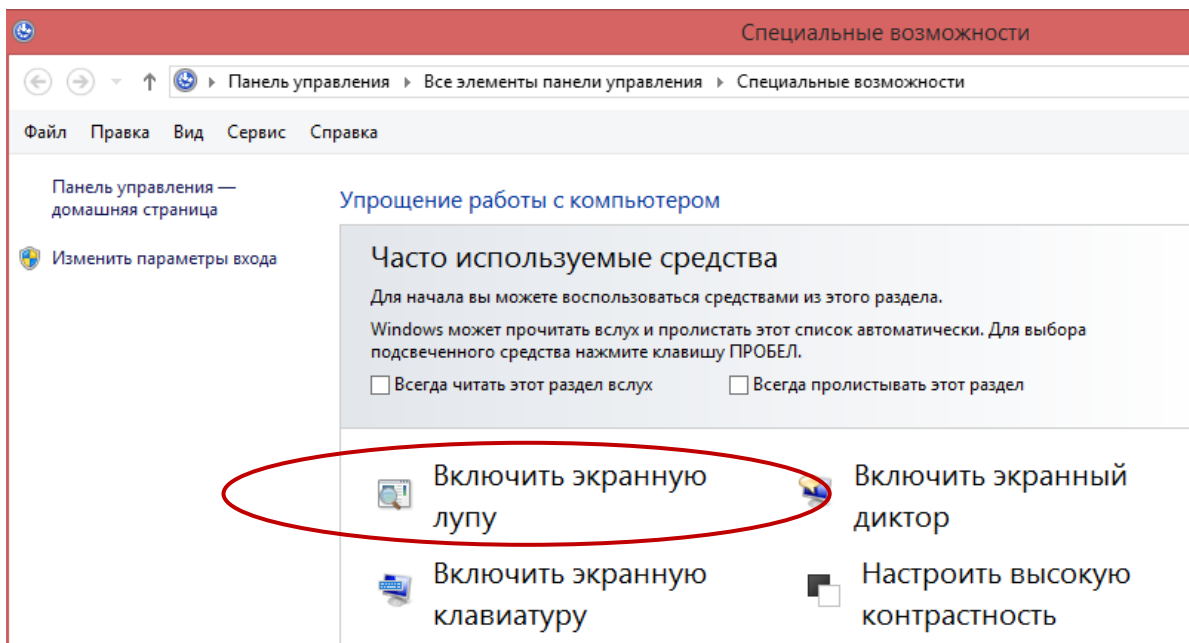 Специальные возможности
Панель управления Все элементы панели управления Специальные возможности
Файл Правка Вид Сервис Справка
Панель управления —
домашняя страница
Изменить параметры входа
Упрощение работы с компьютером
Часто используемые средства
Для начала вы можете воспользоваться средствами из этого раздела.
Windows может прочитать вслух и пролистать этот список автоматически. Для выбора
подсвеченного средства нажмите клавишу ПРОБЕЛ.
Всегда читать этот раздел вслух
Всегда пролистывать этот раздел
Включить экранную
лупу
Включить экранный
диктор
Включить экранную
клавиатуру
Настроить высокую
контрастность